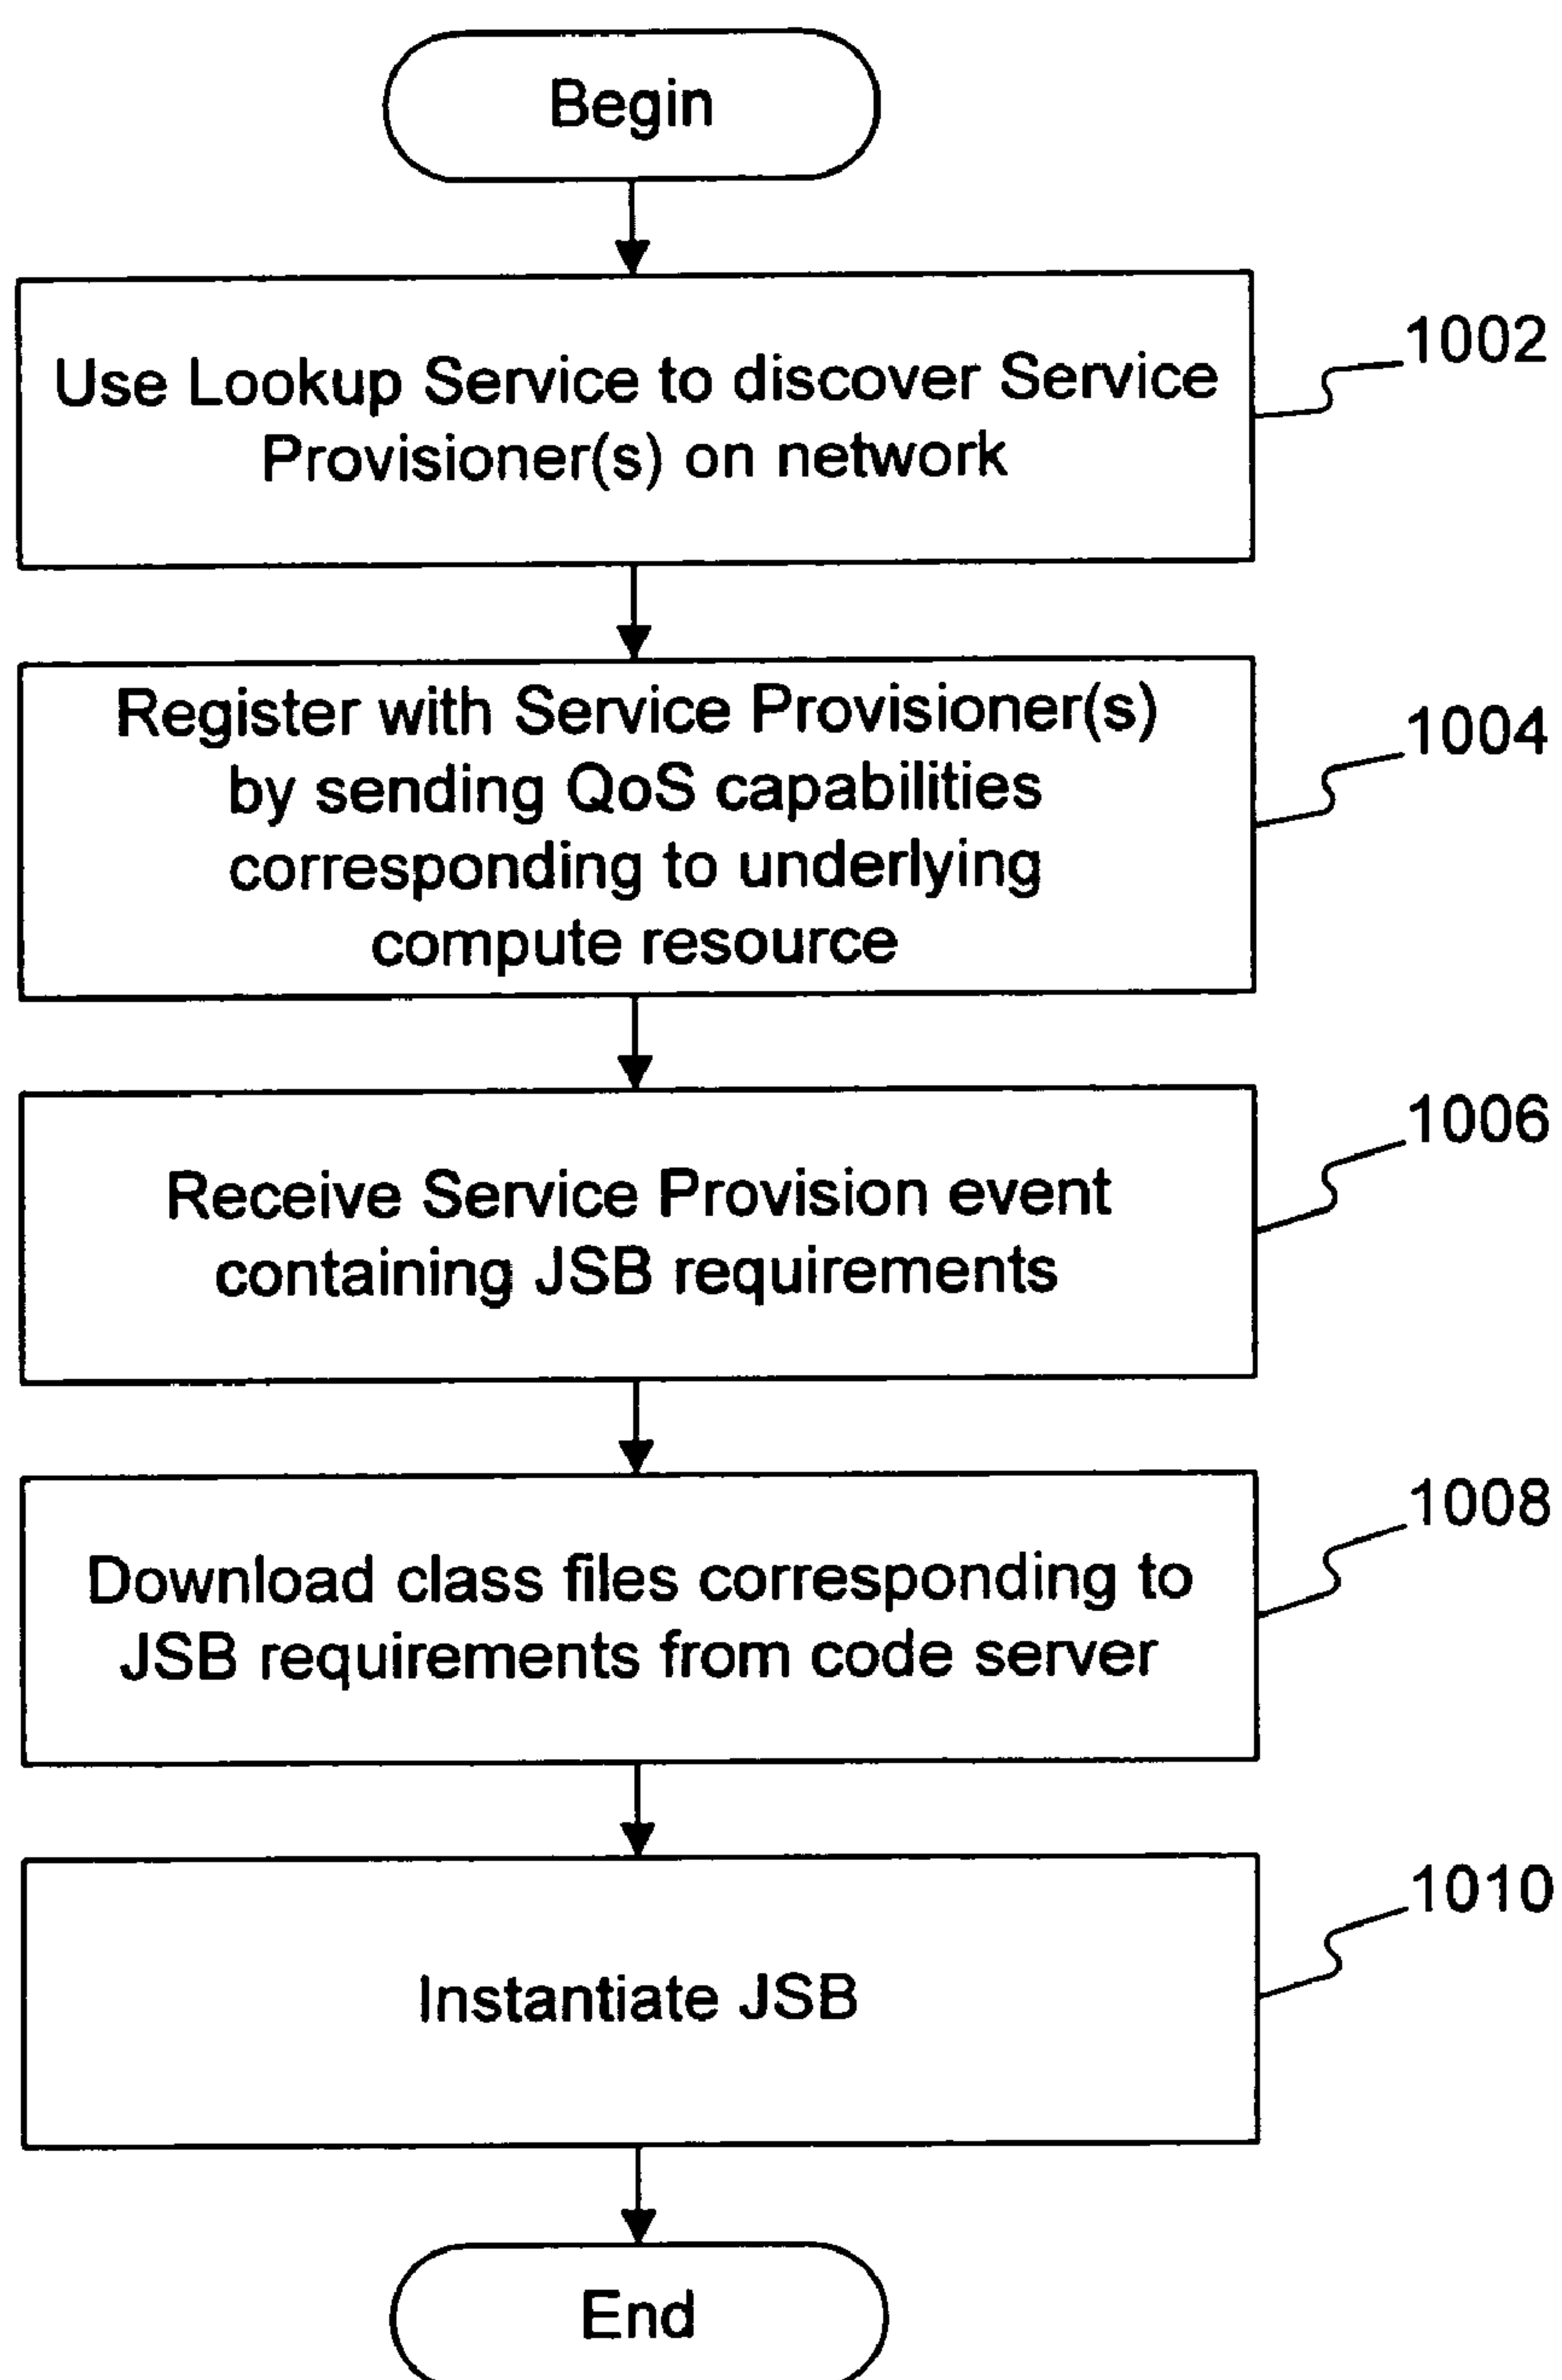 Begin
Use Lookup Service to discover Service
Provisioner(s) on network
1002
Register with Service Provisioner(s)
by sending QoS capabilities
corresponding to underlying
compute resource
1004
Receive Service Provision event
containing JSB requirements
1006
Download class files corresponding to
JSB requirements from code server
1008
Instantiate JSB
1010
End